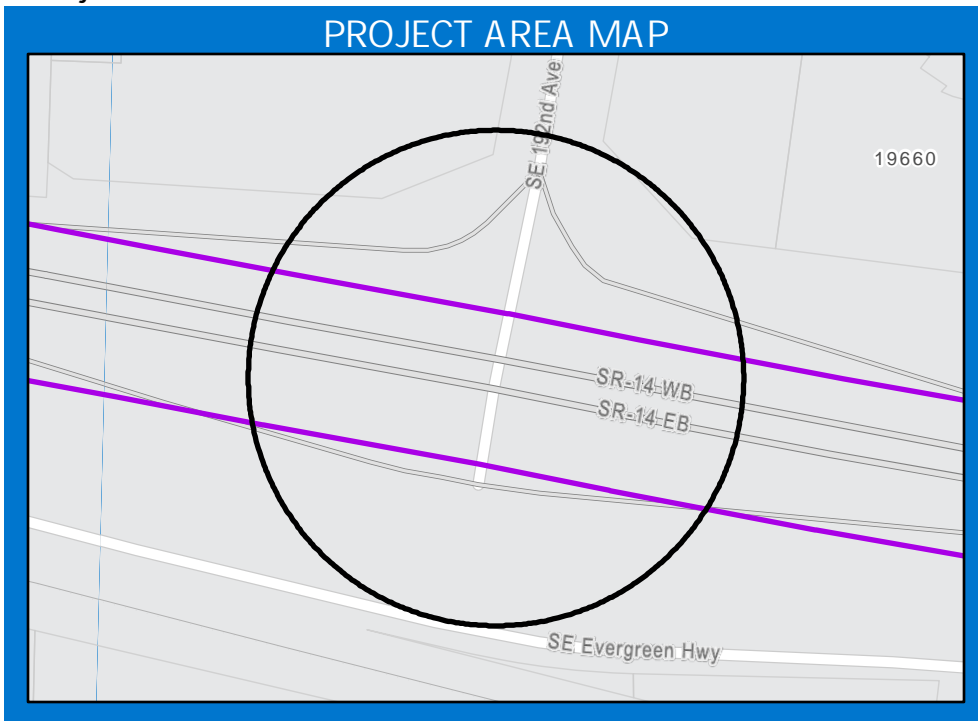 PROJECT AREA MAP
SE 192nd Ave
19660
SR-14 WB
SR-14 EB
SE Evergreen Hwy